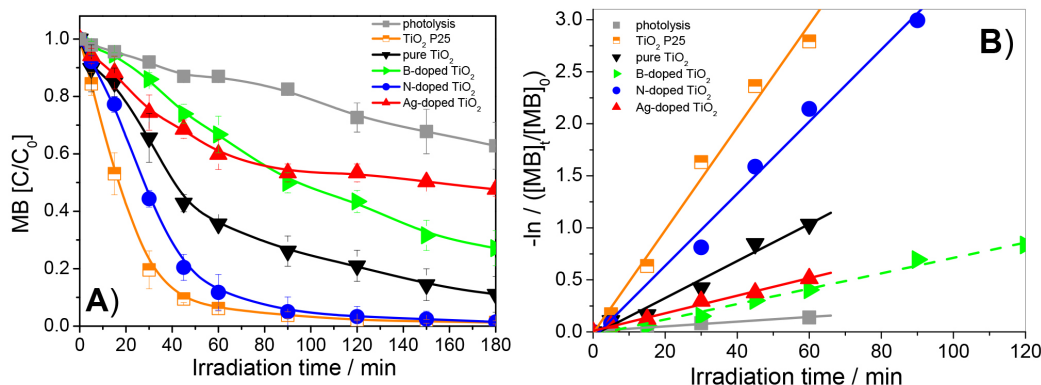 A)
MB [C/C₀]
1.0
0.8
0.6
0.4
0.2
0.0
photolysis
TiO₂ P25
pure TiO₂
B-doped TiO₂
N-doped TiO₂
Ag-doped TiO₂
0 20 40 60 80 100 120 140 160 180
Irradiation time / min
B)
-ln / ([MB]ₜ/[MB]₀)
-3.0
2.5
2.0
1.5
1.0
0.5
0.0
photolysis
TiO₂ P25
pure TiO₂
B-doped TiO₂
N-doped TiO₂
Ag-doped TiO₂
0 20 40 60 80 100 120
Irradiation time / min